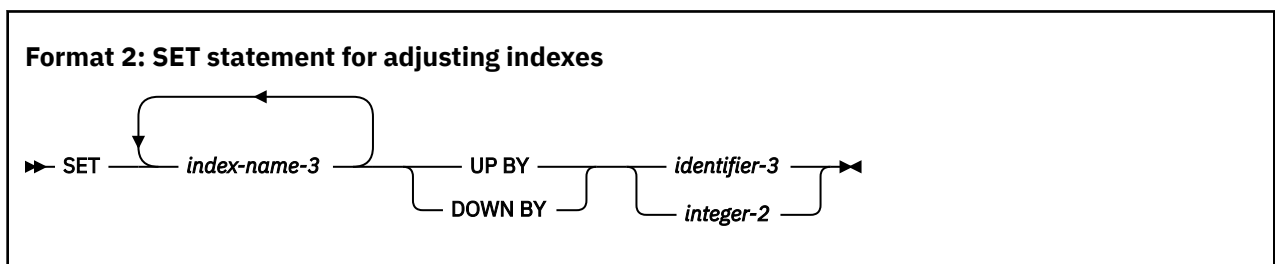 Format 2: SET statement for adjusting indexes
SET index-name-3 UP BY identifier-3
DOWN BY integer-2